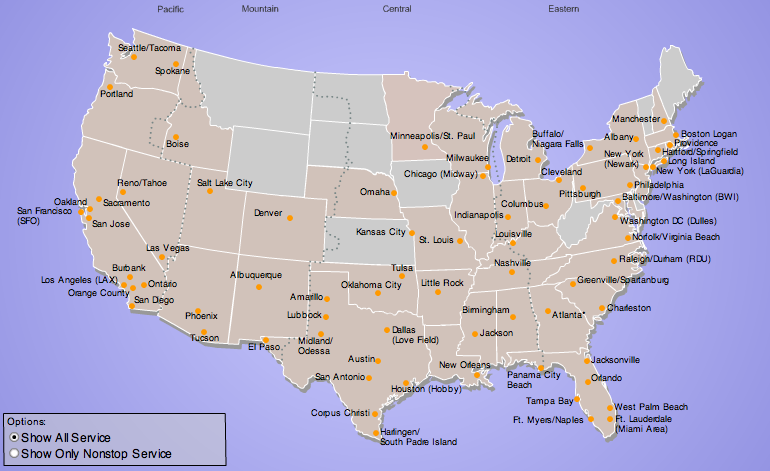 Pacific
Mountain
Central
Eastern
Seattle/Tacoma
Spokane
Portland
Boise
Minneapolis/St. Paul
Milwaukee
Chicago (Midway)
Detroit
Buffalo/
Niagara Falls
Cleveland
Manchester
Albany
Boston Logan
Providence
Hartford/Springfield
Long Island
New York
(Newark)
New York (LaGuardia)
Pittsburgh
Philadelphia
Baltimore/Washington (BWI)
Washington DC (Dulles)
Norfolk/Virginia Beach
Raleigh/Durham (RDU)
Greenville/Spartanburg
Charleston
Reno/Tahoe
Salt Lake City
Oakland
Sacramento
San Francisco
(SFO)
San Jose
Denver
Omaha
Kansas City
St. Louis
Indianapolis
Columbus
Louisville
Nashville
Las Vegas
Burbank
Los Angeles (LAX)
Ontario
Orange County
San Diego
Phoenix
Tucson
Albuquerque
El Paso
Amarillo
Lubbock
Midland/
Odessa
Tulsa
Oklahoma City
Little Rock
Dallas
(Love Field)
Austin
San Antonio
Houston (Hobby)
Corpus Christi
Harlingen/
South Padre Island
Birmingham
Jackson
New Orleans
Atlanta*
Panama City
Beach
Jacksonville
Orlando
Tampa Bay
West Palm Beach
Ft. Myers/Naples
Ft. Lauderdale
(Miami Area)
Options:
Show All Service
Show Only Nonstop Service